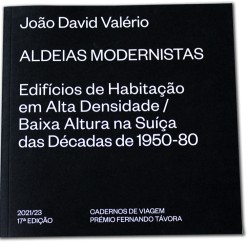 João David Valério
ALDEIAS MODERNISTAS
Edifícios de Habitação
em Alta Densidade /
Baixa Altura na Suíça
das Décadas de 1950-80
2021/23
17ª EDIÇÃO
CADERNOS DE VIAGEM
PRÉMIO FERNANDO TÁVORA